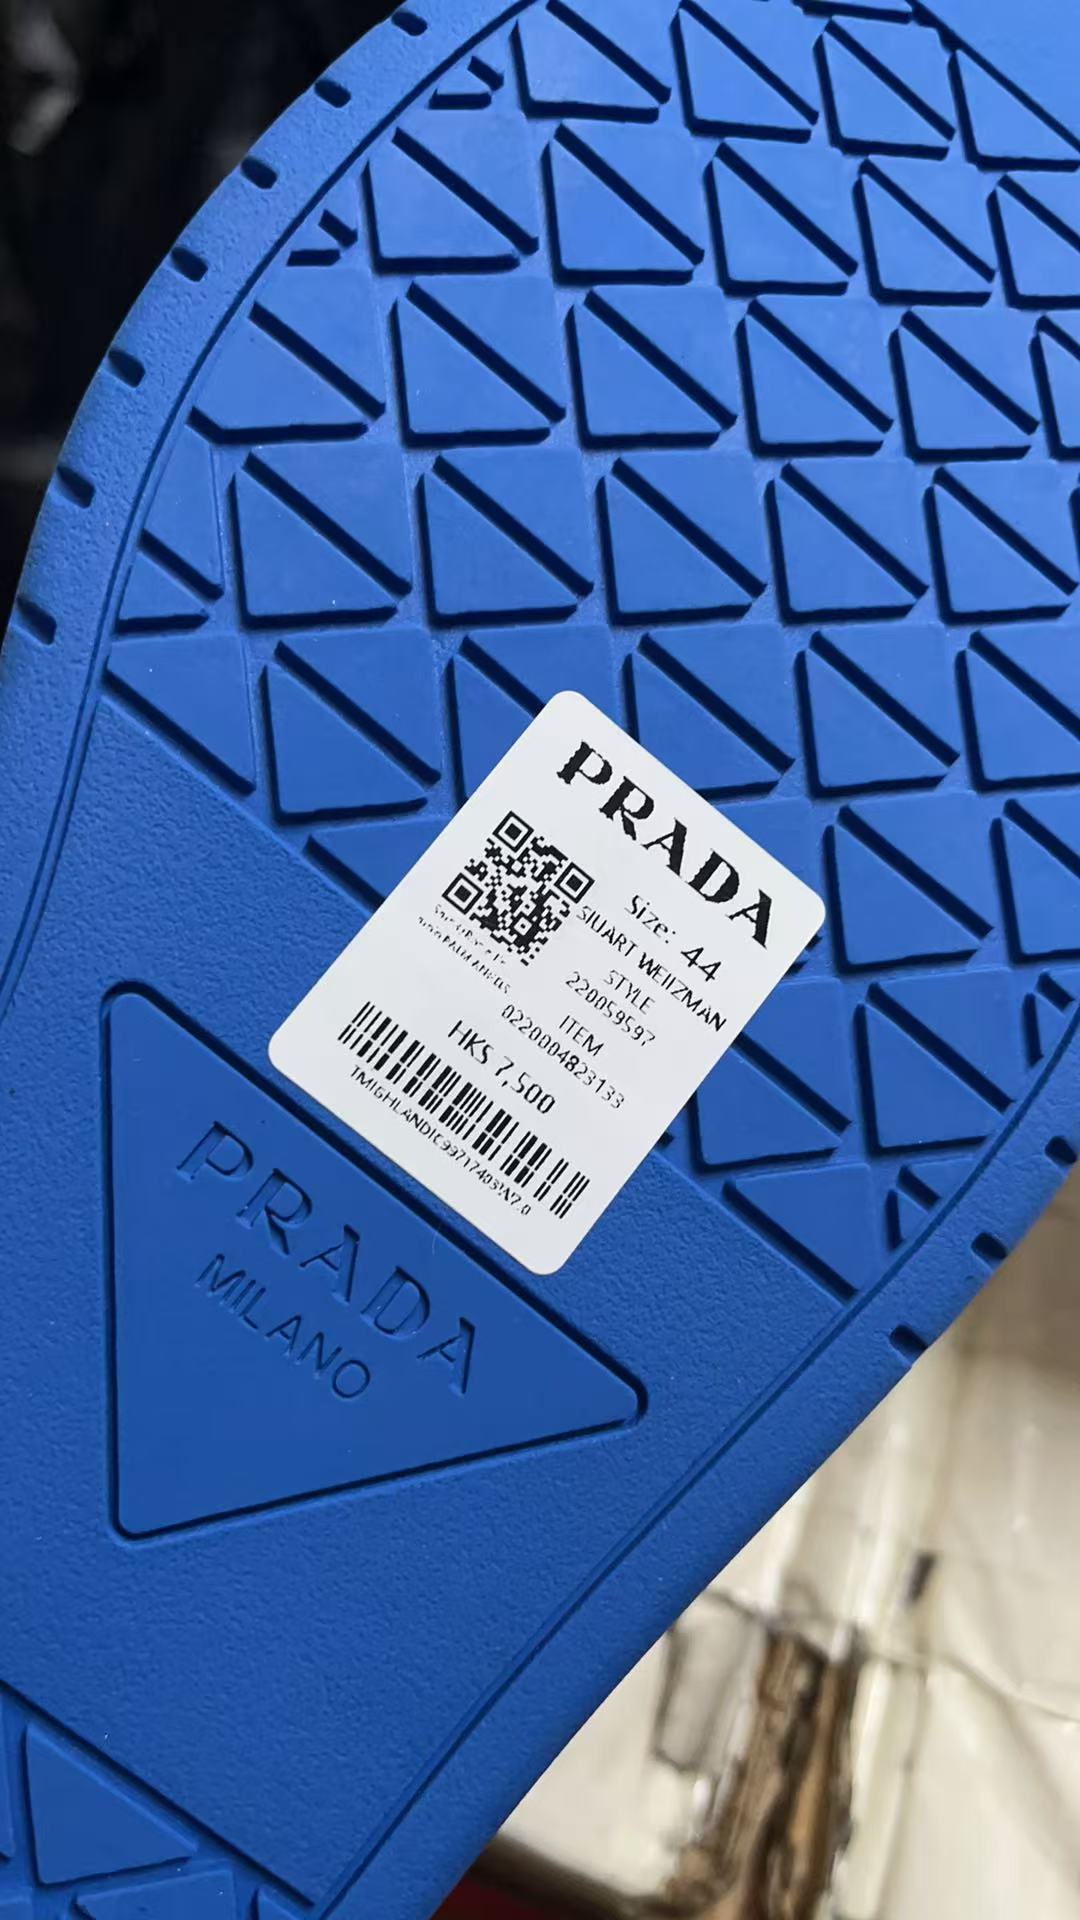 PRADA
Size: 44
STUART WEITZMAN
STYLE
220059597
ITEM
0220004823133
HK$ 7,500
PRADA
MILANO